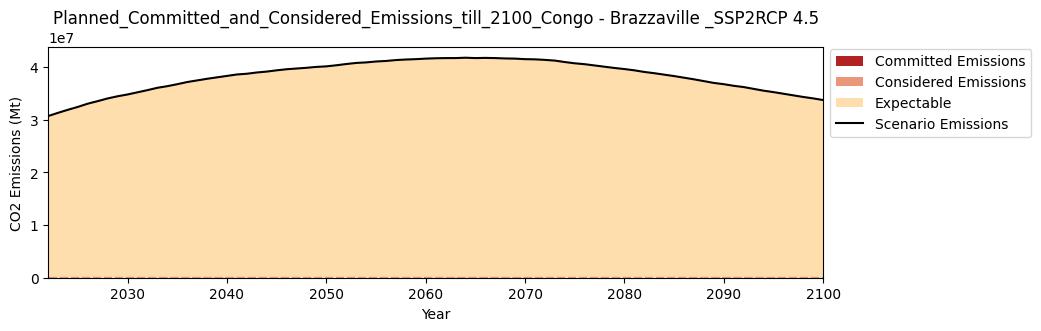 Planned_Committed_and_Considered_Emissions_till_2100_Congo - Brazzaville _SSP2RCP 4.5
1e7
4
3
2
1
0
CO2 Emissions (Mt)
2030 2040 2050 2060 2070 2080 2090 2100
Year
Committed Emissions
Considered Emissions
Expectable
Scenario Emissions